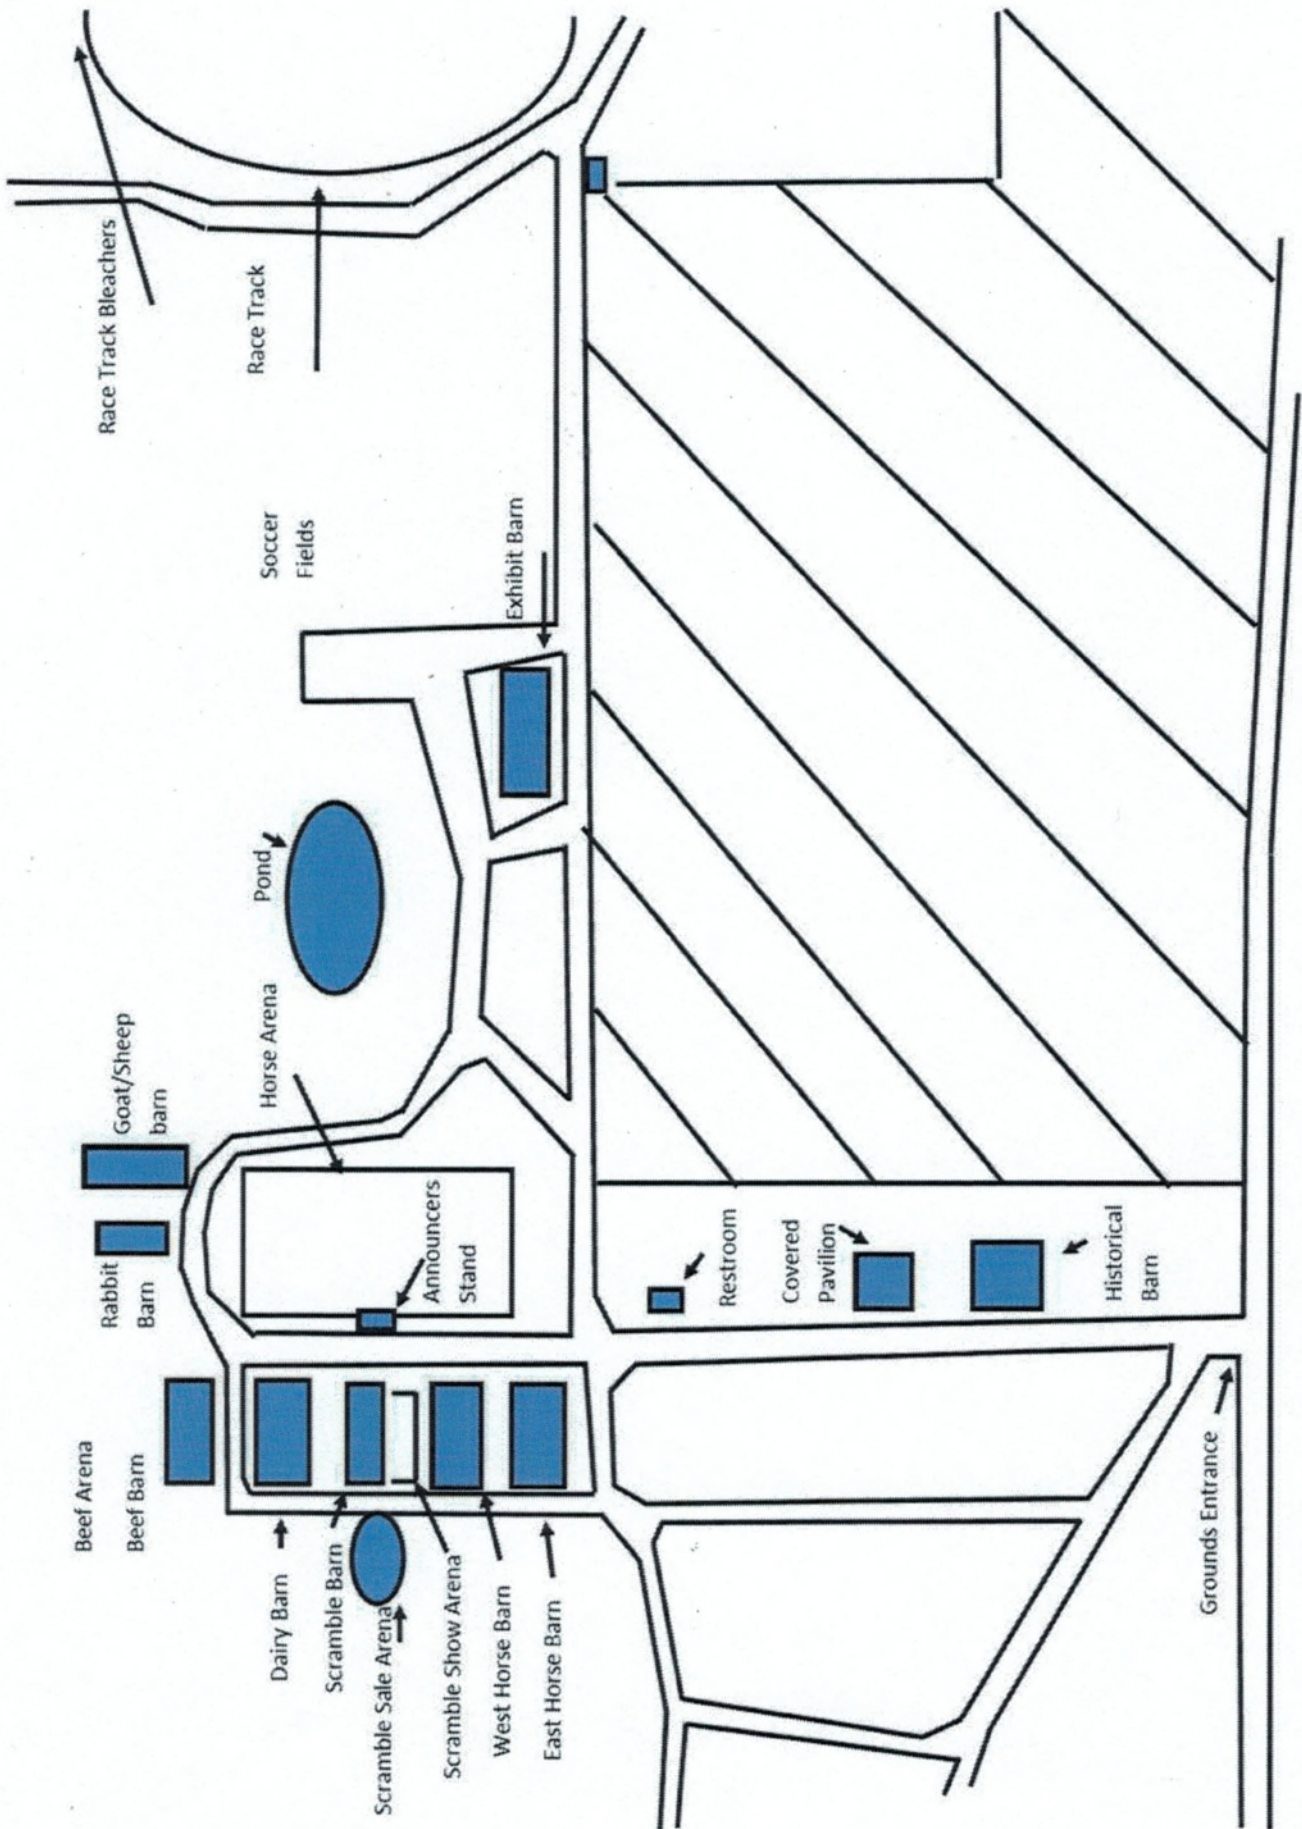 Race Track Bleachers
Race Track
Soccer
Fields
Exhibit Barn
Pond
Horse Arena
Goat/Sheep
barn
Rabbit
Barn
Announcers
Stand
Restroom
Covered
Pavilion
Historical
Barn
Beef Arena
Beef Barn
Dairy Barn
Scramble Barn
Scramble Sale Arena
Scramble Show Arena
West Horse Barn
East Horse Barn
Grounds Entrance